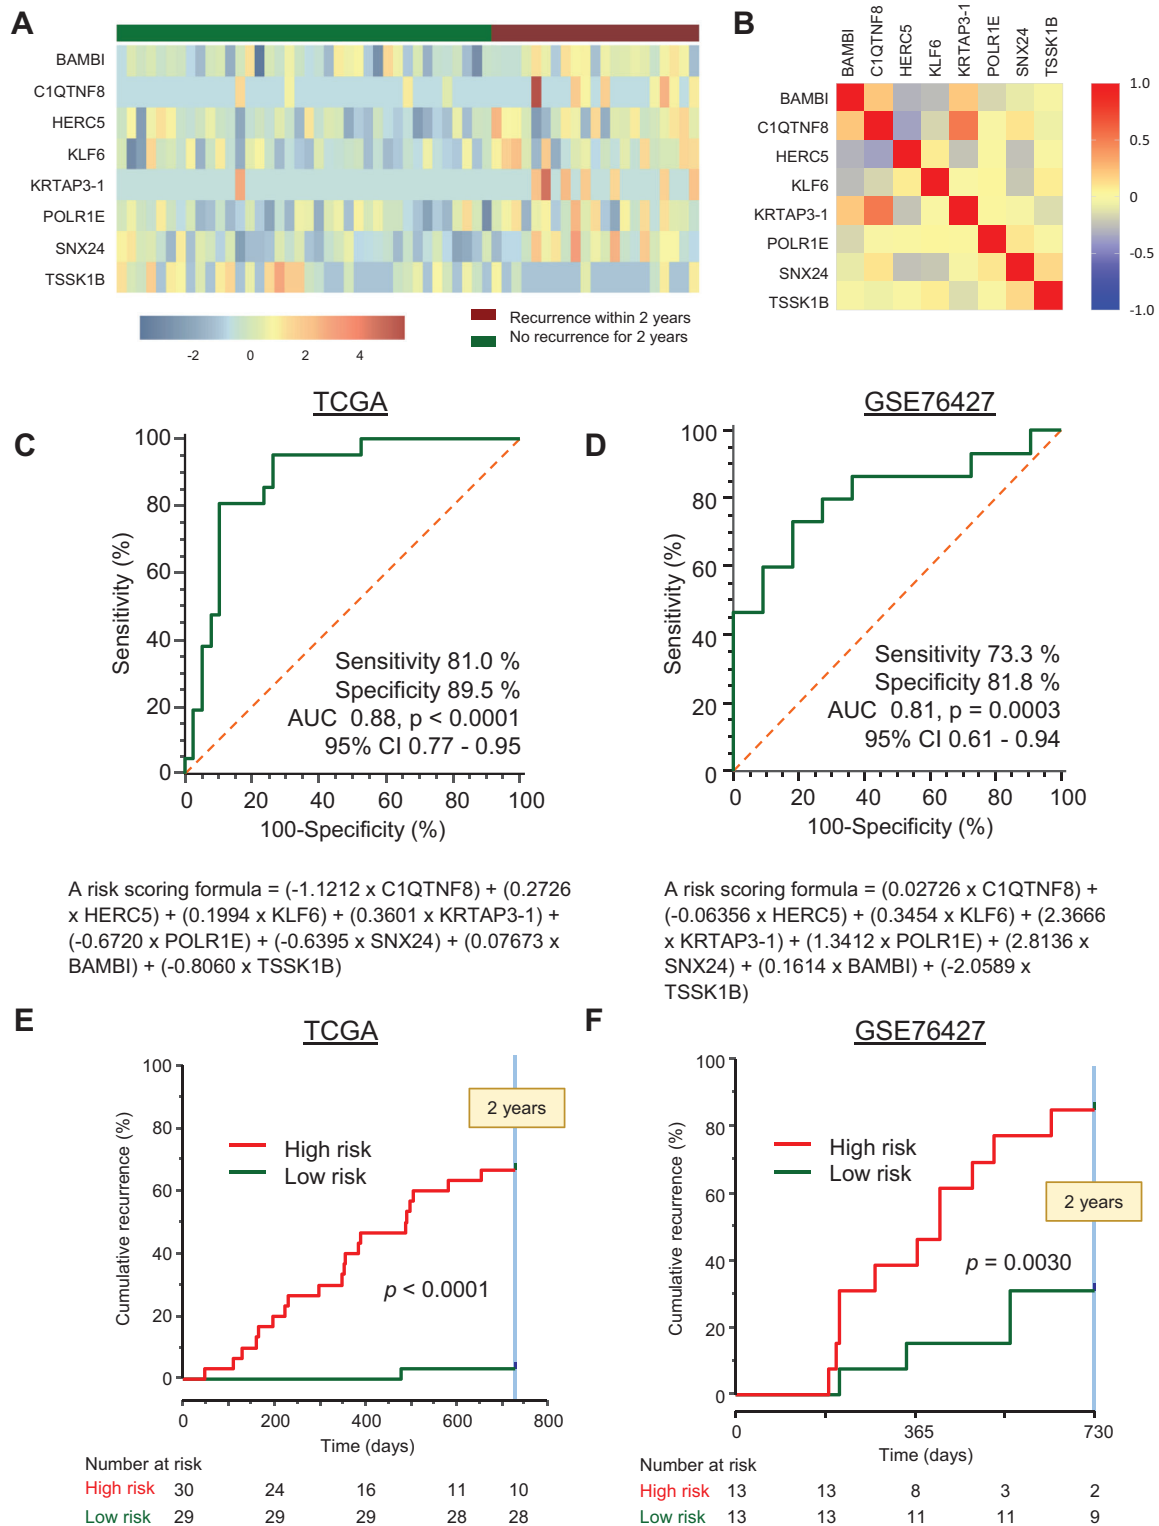 A
BAMBI
C1QTNF8
HERC5
KLF6
KRTAP3-1
POLR1E
SNX24
TSSK1B
-2 0 2 4
Recurrence within 2 years
No recurrence for 2 years
B
BAMBI C1QTNF8 HERC5 KLF6 KRTAP3-1 POLR1E SNX24 TSSK1B
BAMBI
C1QTNF8
HERC5
KLF6
KRTAP3-1
POLR1E
SNX24
TSSK1B
1.0
0.5
0
-0.5
-1.0
C
TCGA
100
80
60
40
20
0
Sensitivity (%)
Sensitivity 81.0 %
Specificity 89.5 %
AUC 0.88, p < 0.0001
95% CI 0.77 - 0.95
0 20 40 60 80 100
100-Specificity (%)
A risk scoring formula = (-1.1212 x C1QTNF8) + (0.2726
x HERC5) + (0.1994 x KLF6) + (0.3601 x KRTAP3-1) +
(-0.6720 x POLR1E) + (-0.6395 x SNX24) + (0.07673 x
BAMBI) + (-0.8060 x TSSK1B)
D
GSE76427
100
80
60
40
20
0
Sensitivity (%)
Sensitivity 73.3 %
Specificity 81.8 %
AUC 0.81, p = 0.0003
95% CI 0.61 - 0.94
0 20 40 60 80 100
100-Specificity (%)
A risk scoring formula = (0.02726 x C1QTNF8) +
(-0.06356 x HERC5) + (0.3454 x KLF6) + (2.3666
x KRTAP3-1) + (1.3412 x POLR1E) + (2.8136 x
SNX24) + (0.1614 x BAMBI) + (-2.0589 x
TSSK1B)
E
TCGA
100
80
60
40
20
0
Cumulative recurrence (%)
2 years
High risk
Low risk
p < 0.0001
0 200 400 600 800
Time (days)
Number at risk
High risk 30 24 16 11 10
Low risk 29 29 29 28 28
F
GSE76427
100
80
60
40
20
0
Cumulative recurrence (%)
High risk
Low risk
2 years
p = 0.0030
0 365 730
Time (days)
Number at risk
High risk 13 13 8 3 2
Low risk 13 13 11 11 9